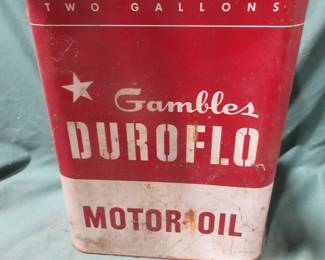 TWO GALLONS
Gambles
DUROFLO
MOTOR OIL